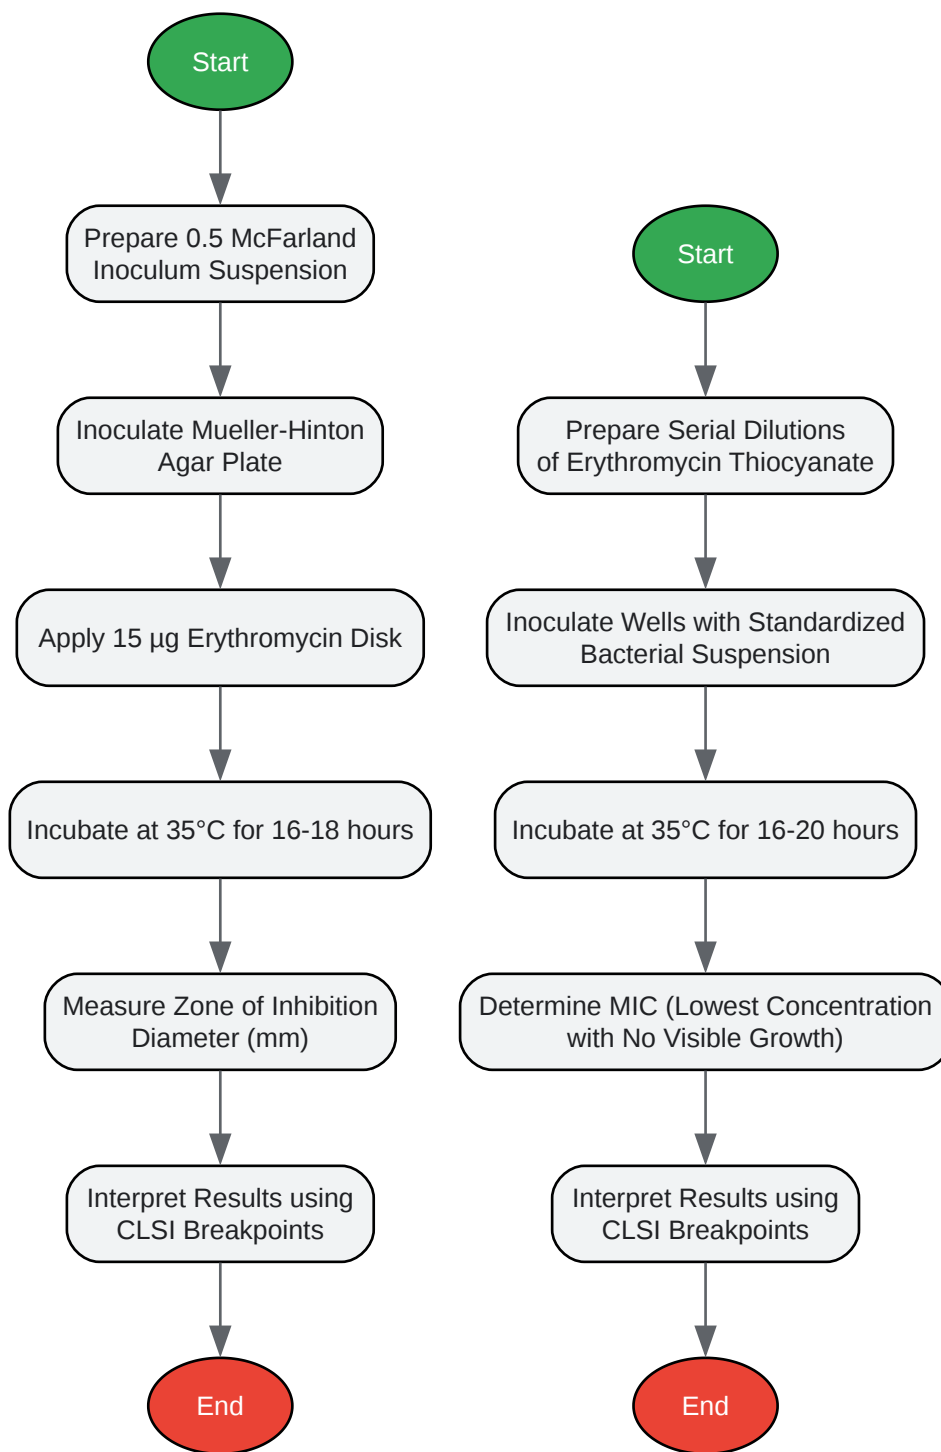 Start
Prepare 0.5 McFarland
Inoculum Suspension
Inoculate Mueller-Hinton
Agar Plate
Apply 15 µg Erythromycin Disk
Incubate at 35°C for 16-18 hours
Measure Zone of Inhibition
Diameter (mm)
Interpret Results using
CLSI Breakpoints
End
Start
Prepare Serial Dilutions
of Erythromycin Thiocyanate
Inoculate Wells with Standardized
Bacterial Suspension
Incubate at 35°C for 16-20 hours
Determine MIC (Lowest Concentration
with No Visible Growth)
Interpret Results using
CLSI Breakpoints
End